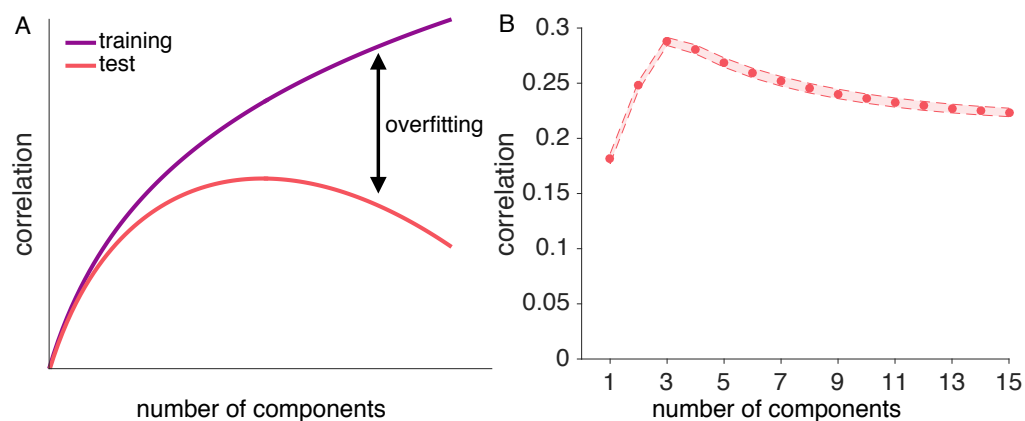 A
training
test
overfitting
correlation
number of components
B
0.3
0.25
0.2
0.15
0.1
0.05
0
1 3 5 7 9 11 13 15
correlation
number of components